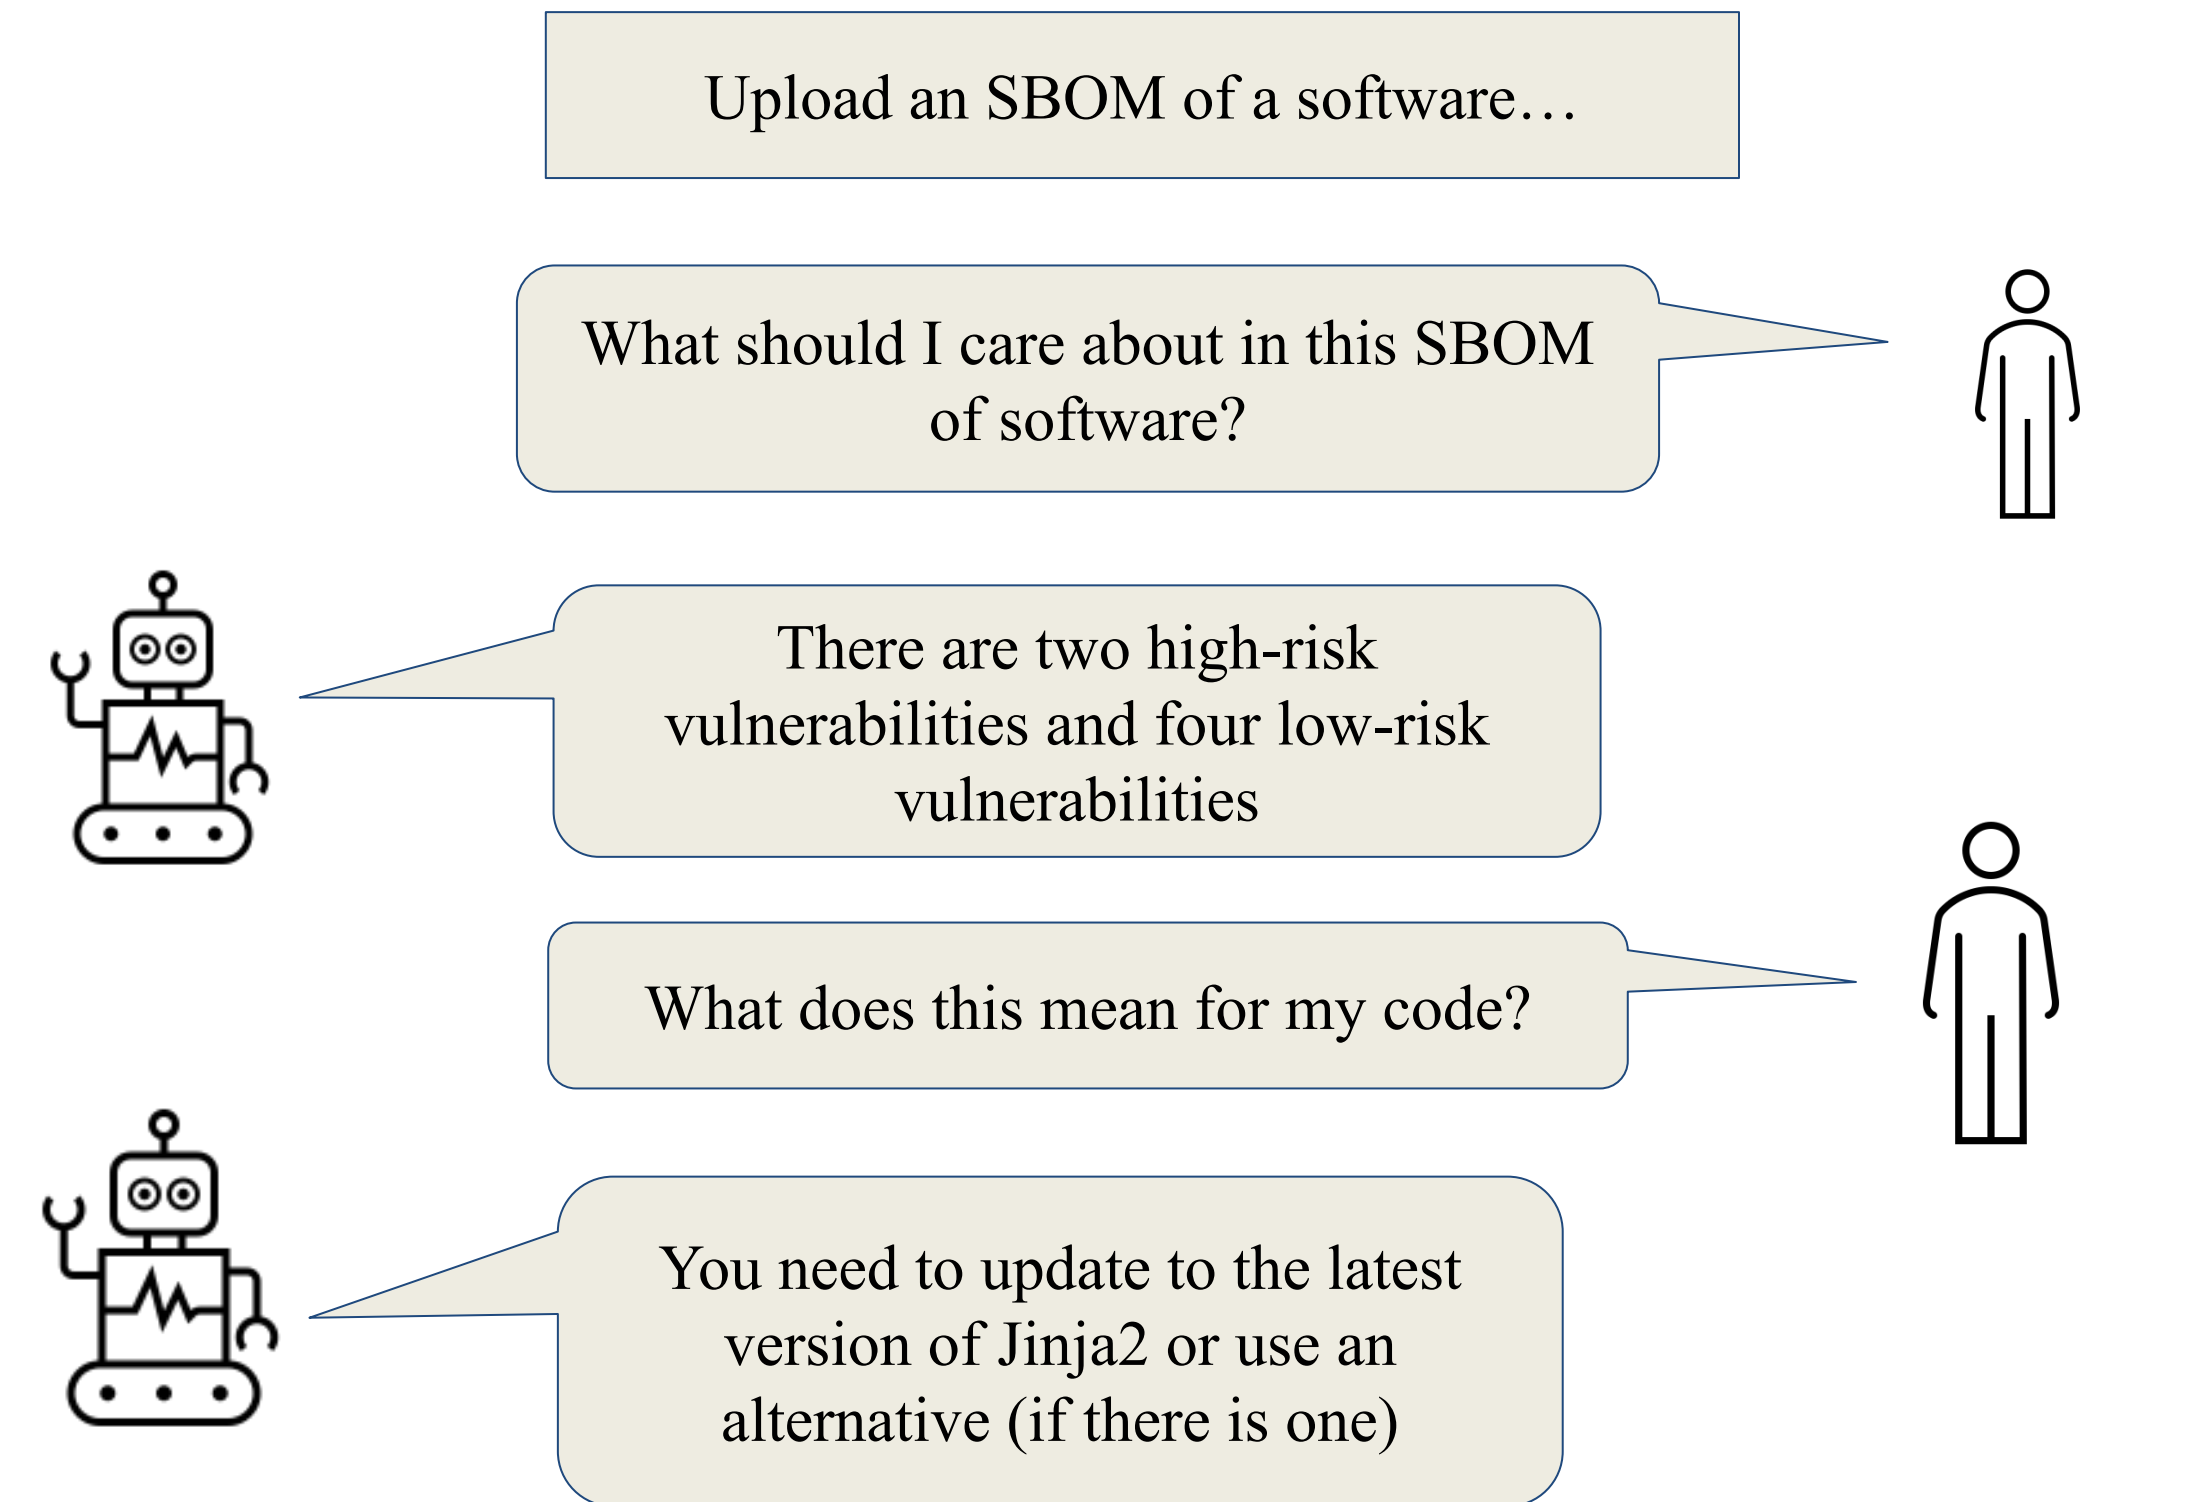 Upload an SBOM of a software…
What should I care about in this SBOM
of software?
There are two high-risk
vulnerabilities and four low-risk
vulnerabilities
What does this mean for my code?
You need to update to the latest
version of Jinja2 or use an
alternative (if there is one)